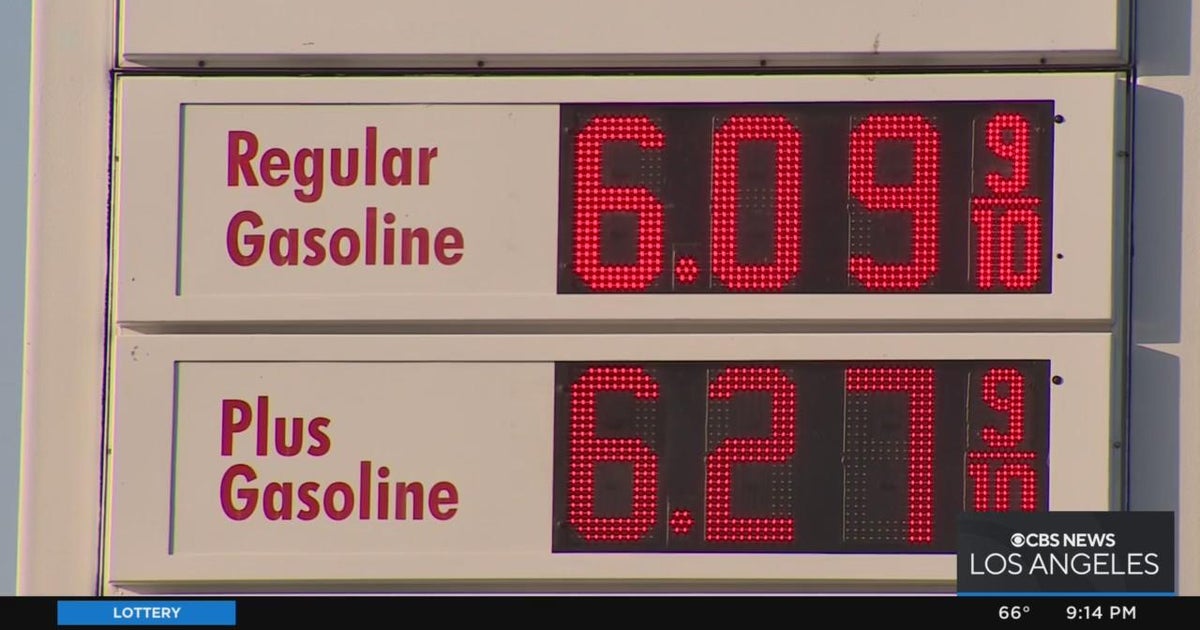 Regular
Gasoline
6.09 9/10
Plus
Gasoline
6.27 9/10
CBS NEWS
LOS ANGELES
LOTTERY
66°
9:14 PM